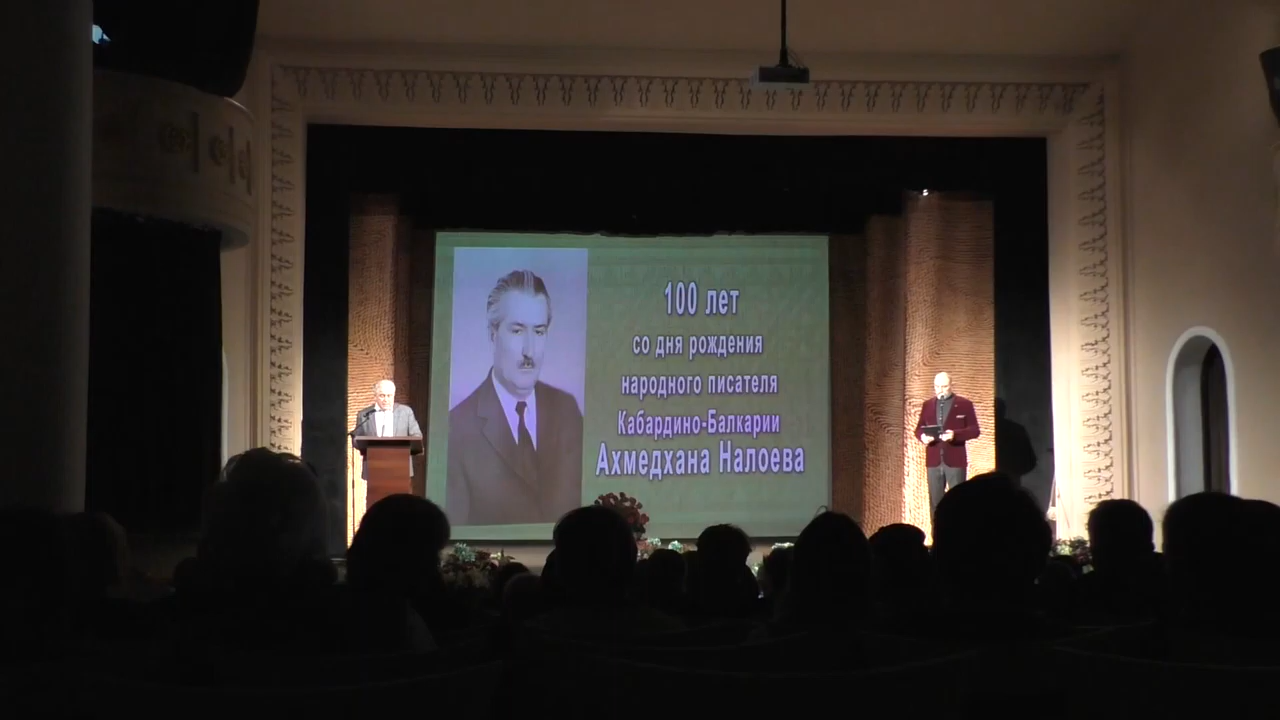 100 лет
со дня рождения
народного писателя
Кабардино-Балкарии
Ахмедхана Налоева